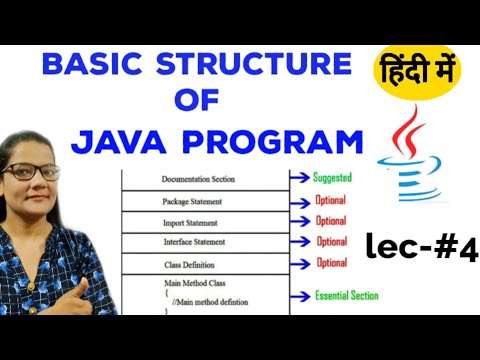 BASIC STRUCTURE
OF
JAVA PROGRAM
हिंदी में
Documentation Section Suggested
Package Statement Optional
Import Statement Optional
Interface Statement Optional
Class Definition Optional
Main Method Class
{
//Main method defintion Essential Section
}
lec-#4